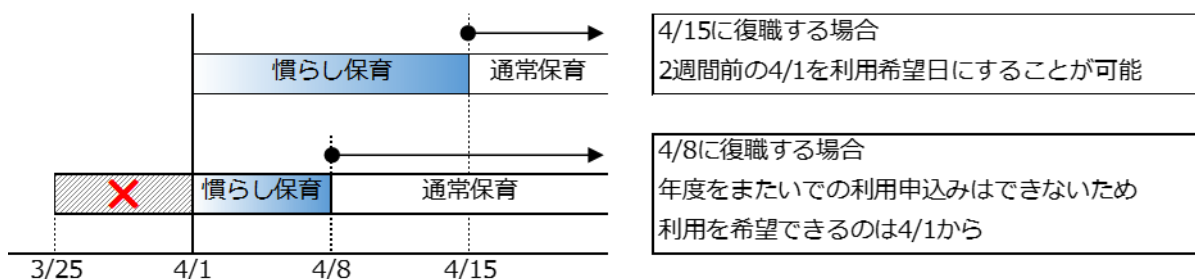 慣らし保育
通常保育
4/15に復職する場合
2週間前の4/1を利用希望日にすることが可能
慣らし保育
通常保育
4/8に復職する場合
年度をまたいでの利用申込みはできないため
利用を希望できるのは4/1から
3/25
4/1
4/8
4/15